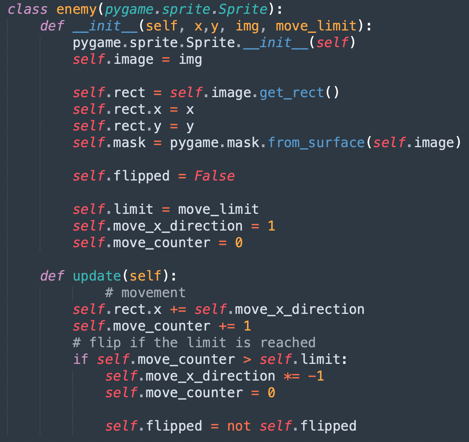 class enemy(pygame.sprite.Sprite):
    def __init__(self, x,y, img, move_limit):
        pygame.sprite.Sprite.__init__(self)
        self.image = img

        self.rect = self.image.get_rect()
        self.rect.x = x
        self.rect.y = y
        self.mask = pygame.mask.from_surface(self.image)

        self.flipped = False

        self.limit = move_limit
        self.move_x_direction = 1
        self.move_counter = 0

    def update(self):
            # movement
        self.rect.x += self.move_x_direction
        self.move_counter += 1
        # flip if the limit is reached
        if self.move_counter > self.limit:
            self.move_x_direction *= -1
            self.move_counter = 0

            self.flipped = not self.flipped